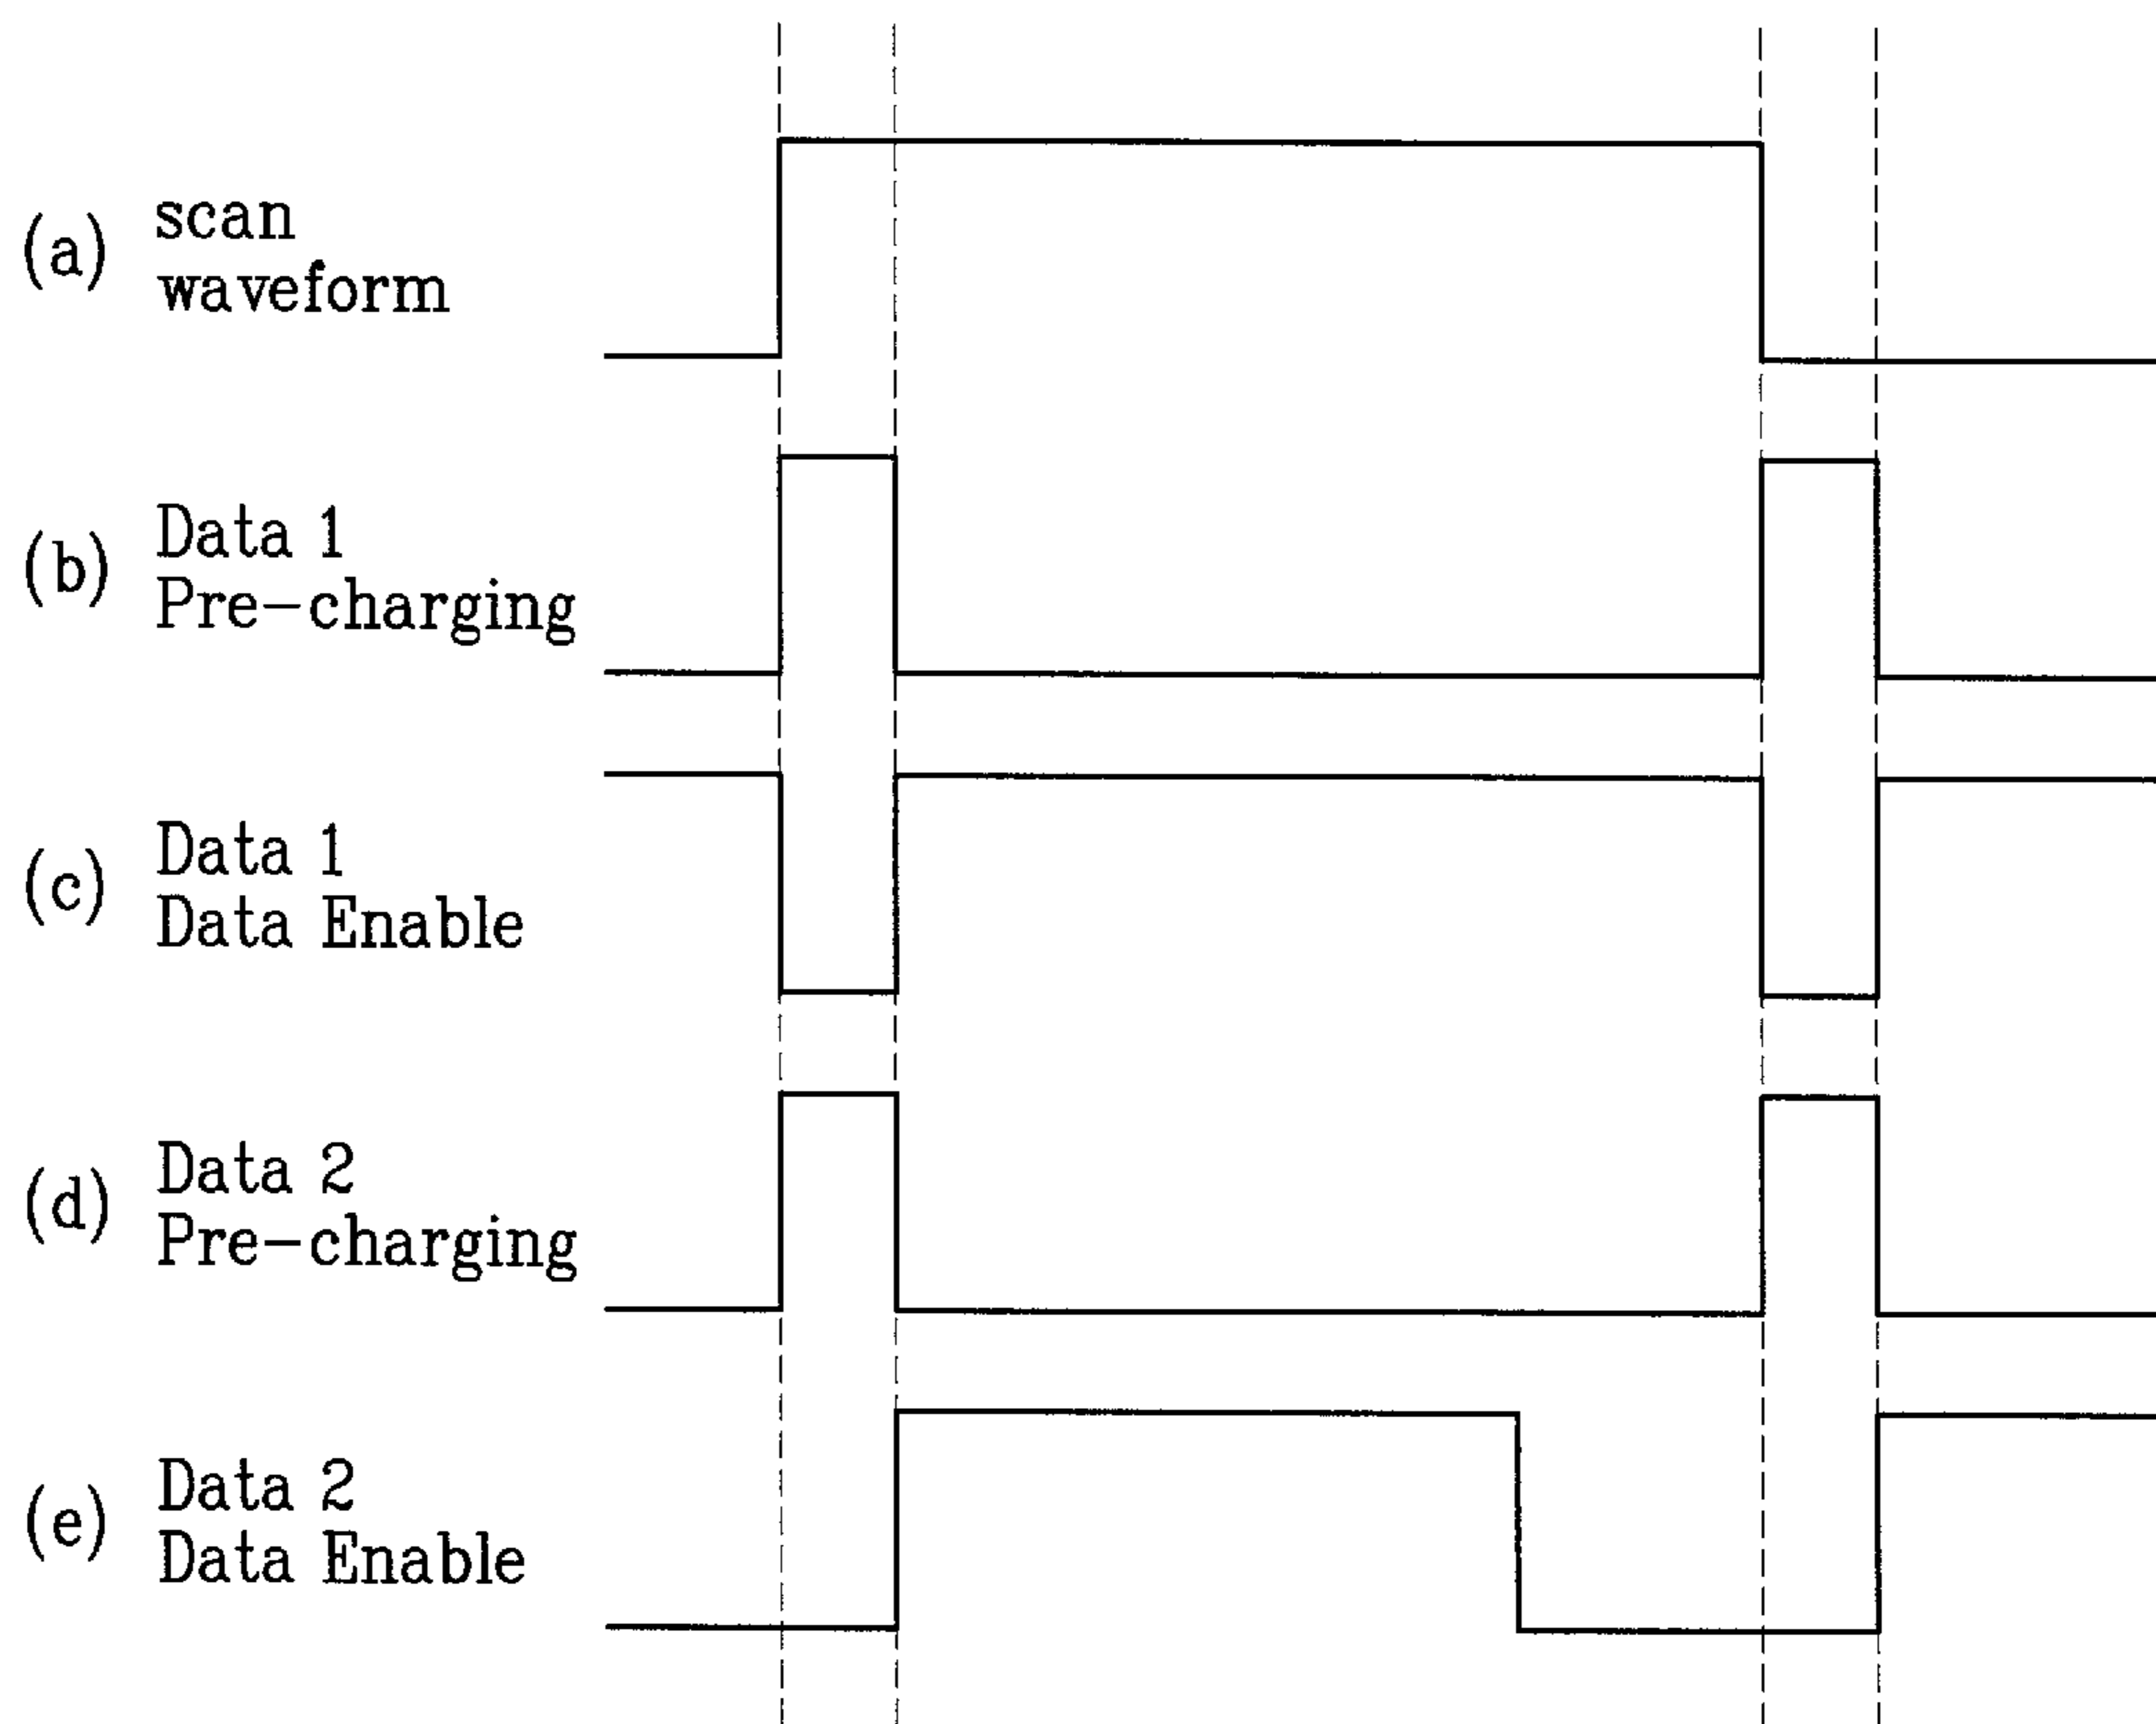 (a) scan
waveform
(b) Data 1
Pre-charging
(c) Data 1
Data Enable
(d) Data 2
Pre-charging
(e) Data 2
Data Enable